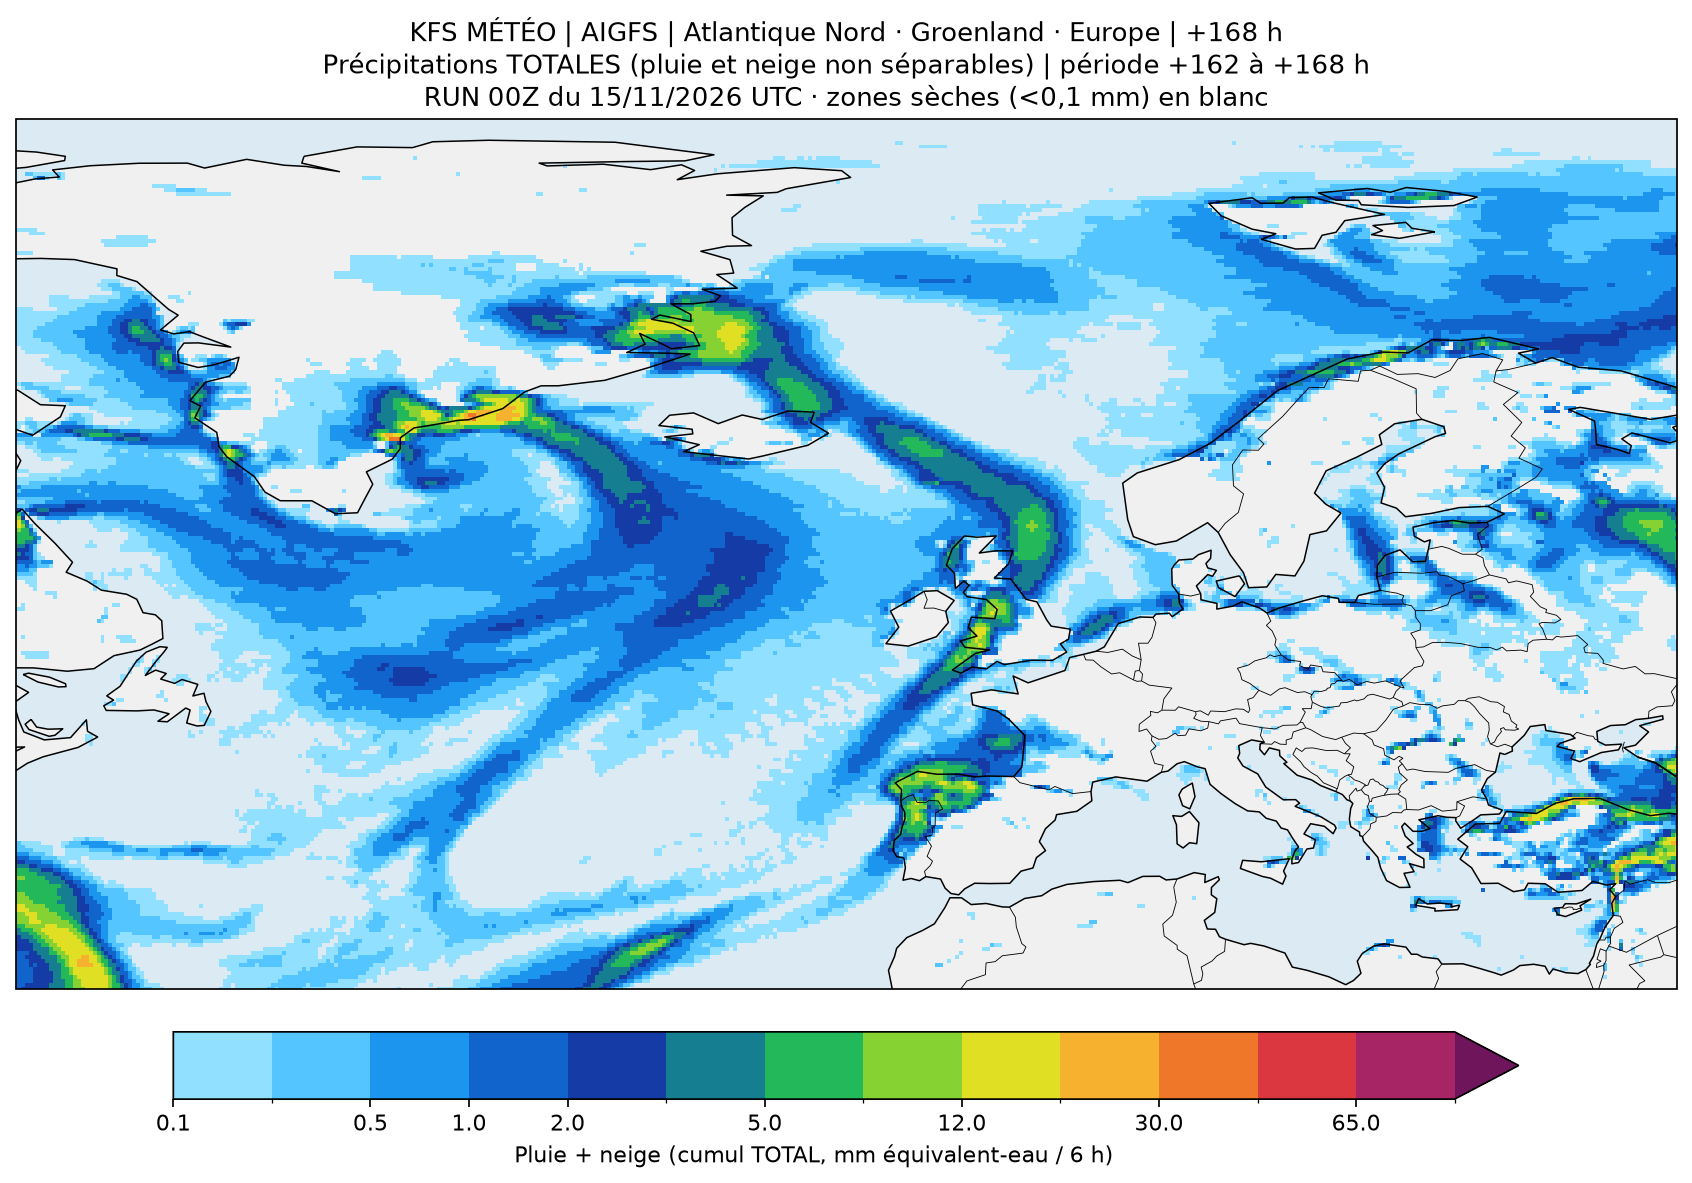 KFS MÉTÉO | AIGFS | Atlantique Nord · Groenland · Europe | +168 h
Précipitations TOTALES (pluie et neige non séparables) | période +162 à +168 h
RUN 00Z du 15/11/2026 UTC · zones sèches (<0,1 mm) en blanc
0.1 0.5 1.0 2.0 5.0 12.0 30.0 65.0
Pluie + neige (cumul TOTAL, mm équivalent-eau / 6 h)